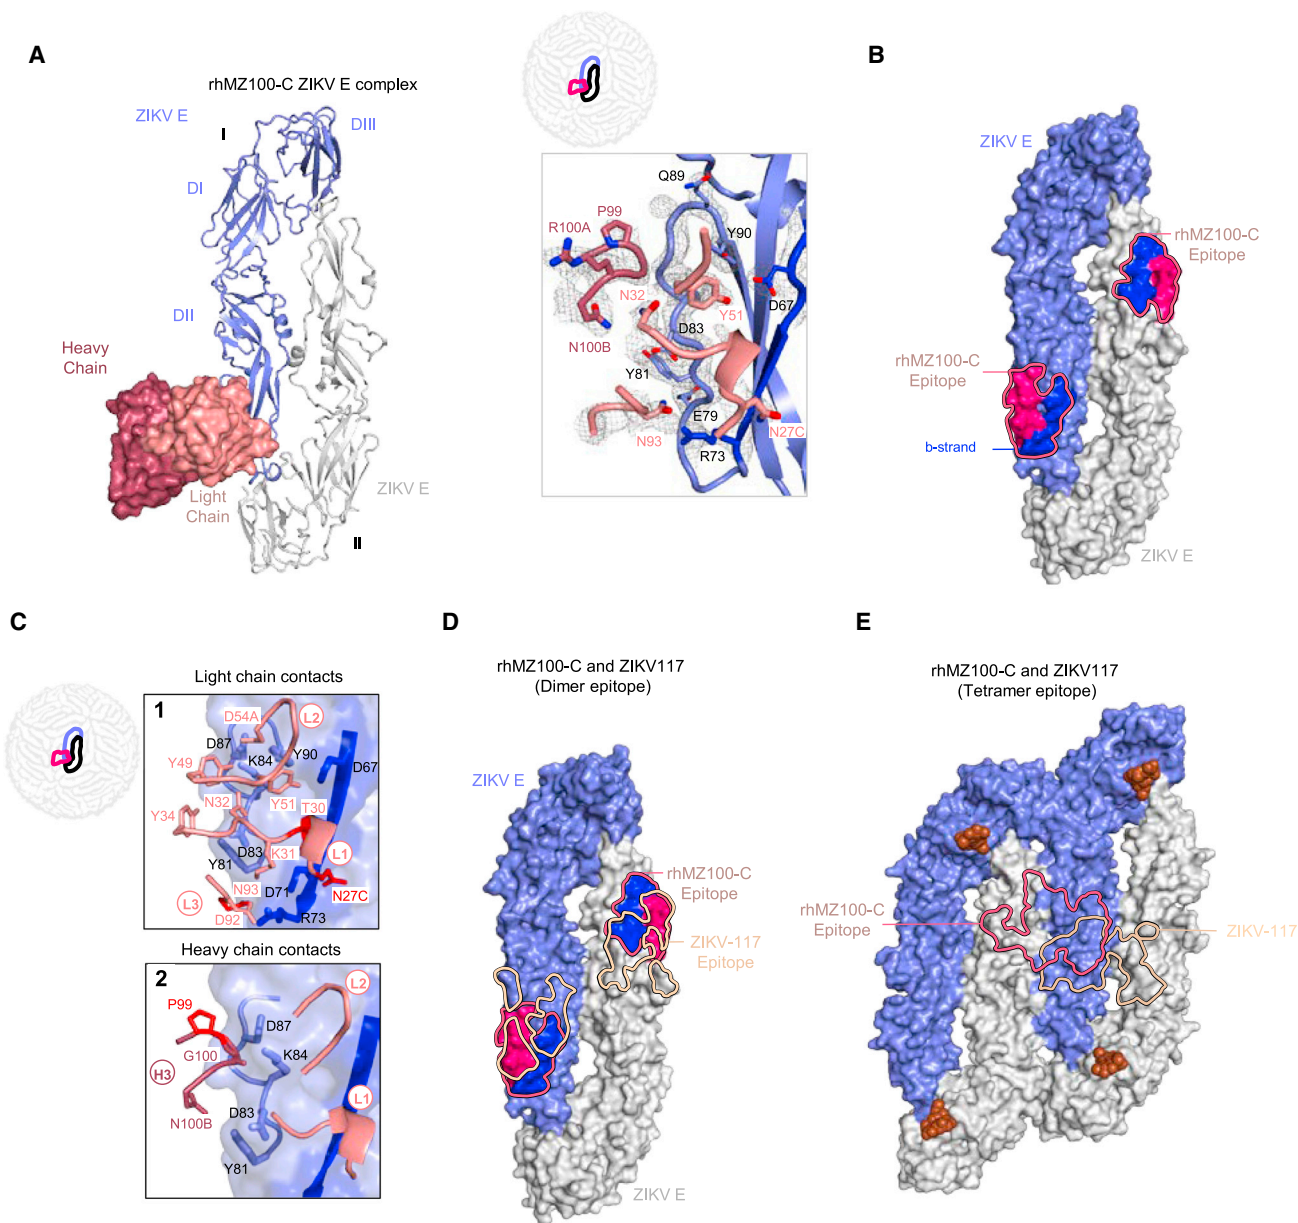 A
rhMZ100-C ZIKV E complex
ZIKV E
I
DIII
DI
DII
Heavy
Chain
Light
Chain
ZIKV E
II
Q89
P99
R100A
Y90
N32
D67
Y51
D83
N100B
Y81
E79
N27C
N93
R73
B
ZIKV E
rhMZ100-C
Epitope
rhMZ100-C
Epitope
b-strand
ZIKV E
C
Light chain contacts
1
D54A
L2
D87
Y90
K84
D67
Y49
N32
Y51
T30
Y34
D83
K31
L1
Y81
N93
D71
N27C
L3
D92
R73
Heavy chain contacts
2
L2
P99
D87
G100
K84
H3
L1
N100B
D83
Y81
D
rhMZ100-C and ZIKV117
(Dimer epitope)
ZIKV E
rhMZ100-C
Epitope
ZIKV-117
Epitope
ZIKV E
E
rhMZ100-C and ZIKV117
(Tetramer epitope)
rhMZ100-C
Epitope
ZIKV-117